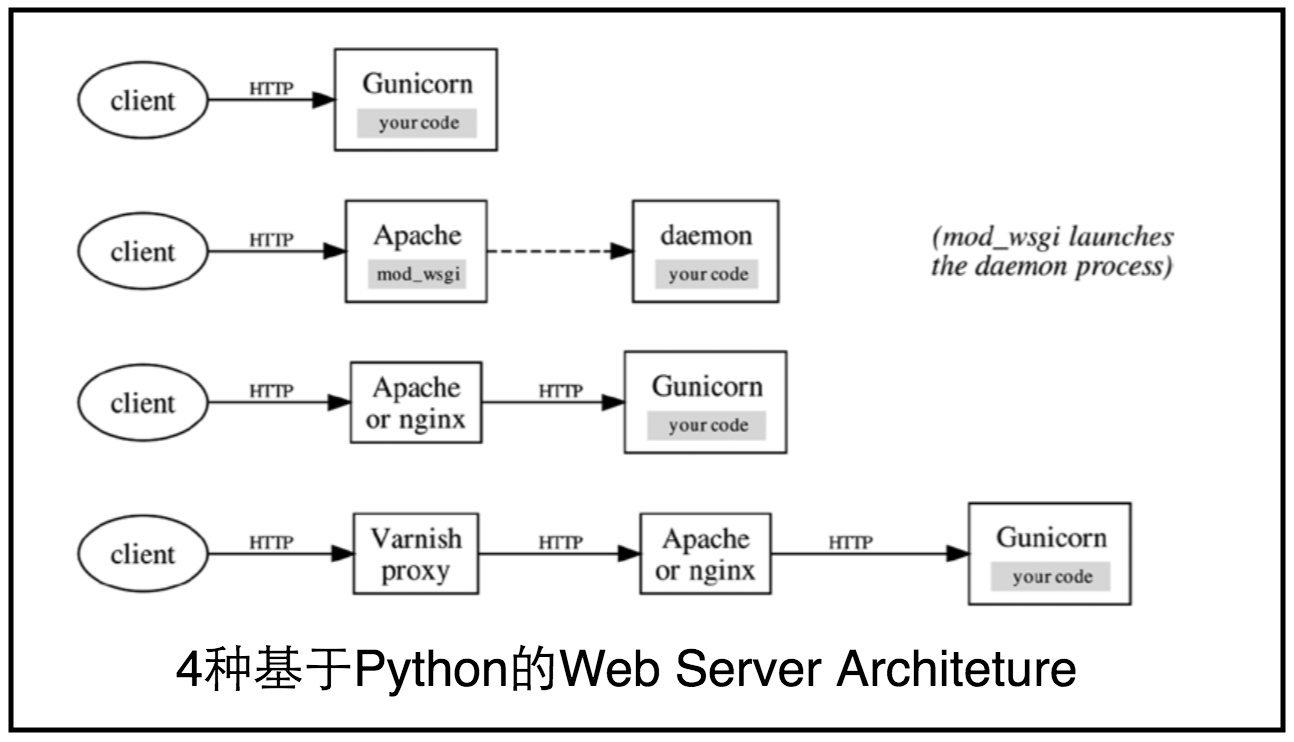 client
HTTP
Gunicorn
your code
client
HTTP
Apache
mod_wsgi
daemon
your code
(mod_wsgi launches
the daemon process)
client
HTTP
Apache
or nginx
HTTP
Gunicorn
your code
client
HTTP
Varnish
proxy
HTTP
Apache
or nginx
HTTP
Gunicorn
your code
4种基于Python的Web Server Architeture